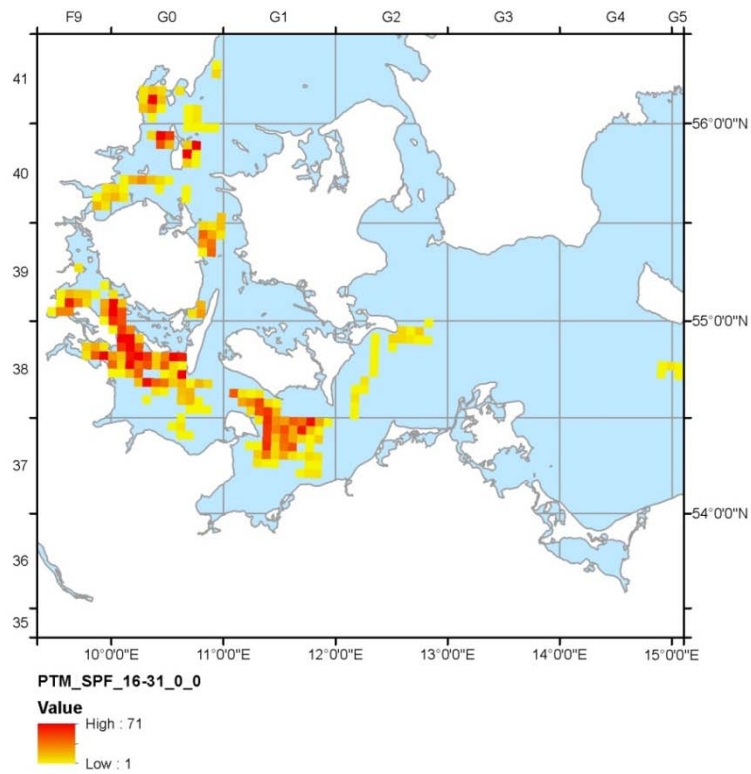 F9 G0 G1 G2 G3 G4 G5
41
56°0'0"N
40
39
55°0'0"N
38
37
54°0'0"N
36
35
10°0'0"E 11°0'0"E 12°0'0"E 13°0'0"E 14°0'0"E 15°0'0"E
PTM_SPF_16-31_0_0
Value
High : 71
Low : 1